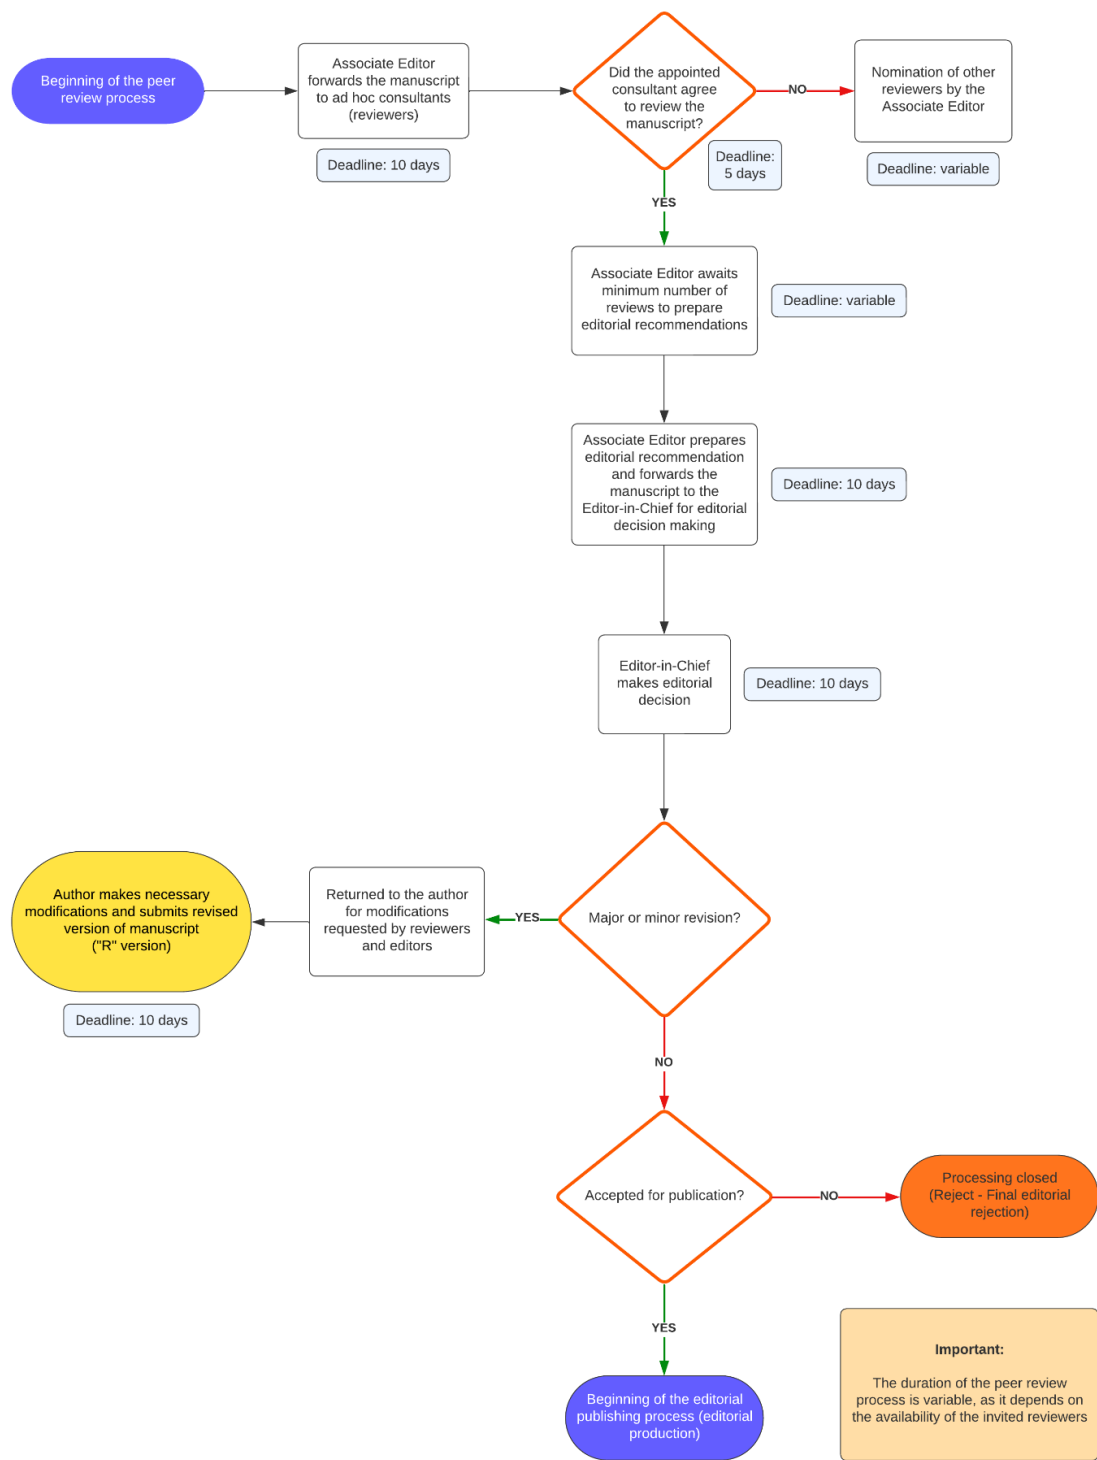 Beginning of the peer
review process
Associate Editor
forwards the manuscript
to ad hoc consultants
(reviewers)
Deadline: 10 days
Did the appointed
consultant agree
to review the
manuscript?
Deadline:
5 days
NO
Nomination of other
reviewers by the
Associate Editor
Deadline: variable
YES
Associate Editor awaits
minimum number of
reviews to prepare
editorial recommendations
Deadline: variable
Associate Editor prepares
editorial recommendation
and forwards the
manuscript to the
Editor-in-Chief for editorial
decision making
Deadline: 10 days
Editor-in-Chief
makes editorial
decision
Deadline: 10 days
Major or minor revision?
YES
Returned to the author
for modifications
requested by reviewers
and editors
Author makes necessary
modifications and submits revised
version of manuscript
("R" version)
Deadline: 10 days
NO
Accepted for publication?
NO
Processing closed
(Reject - Final editorial
rejection)
YES
Beginning of the editorial
publishing process (editorial
production)
Important:
The duration of the peer review
process is variable, as it depends on
the availability of the invited reviewers